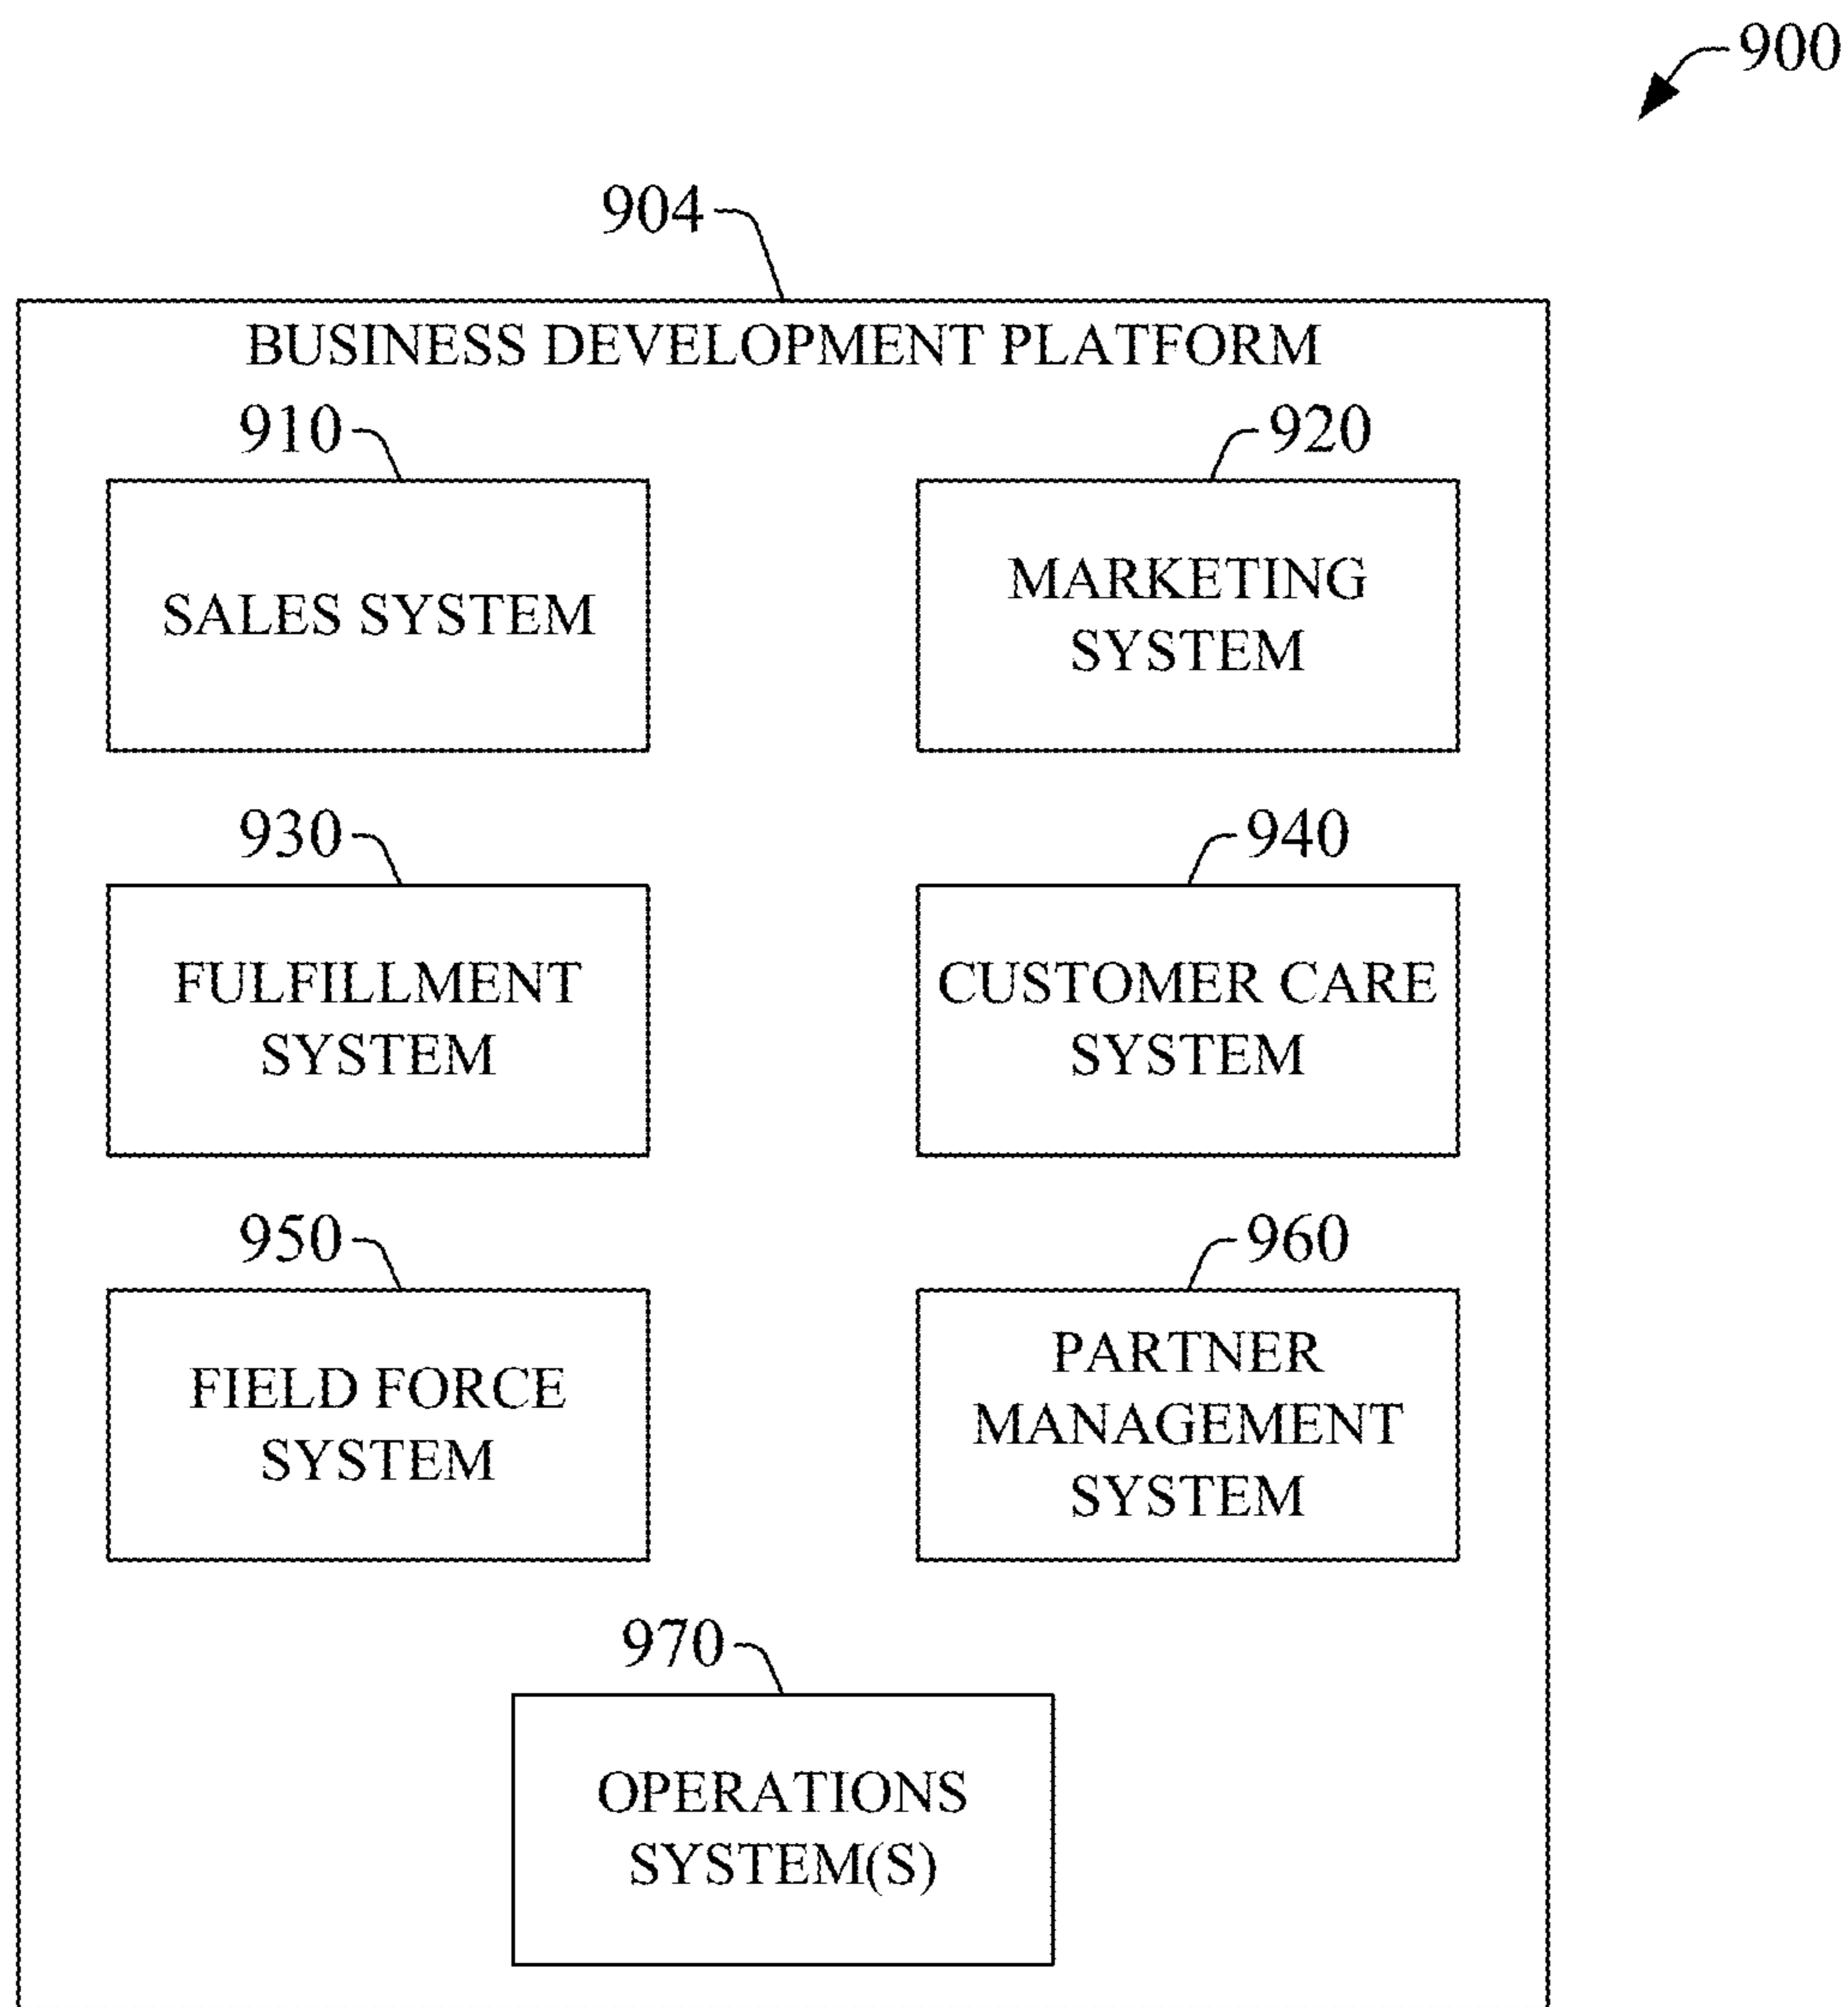 900
904
BUSINESS DEVELOPMENT PLATFORM
910
920
SALES SYSTEM
MARKETING
SYSTEM
930
940
FULFILLMENT
SYSTEM
CUSTOMER CARE
SYSTEM
950
960
FIELD FORCE
SYSTEM
PARTNER
MANAGEMENT
SYSTEM
970
OPERATIONS
SYSTEM(S)